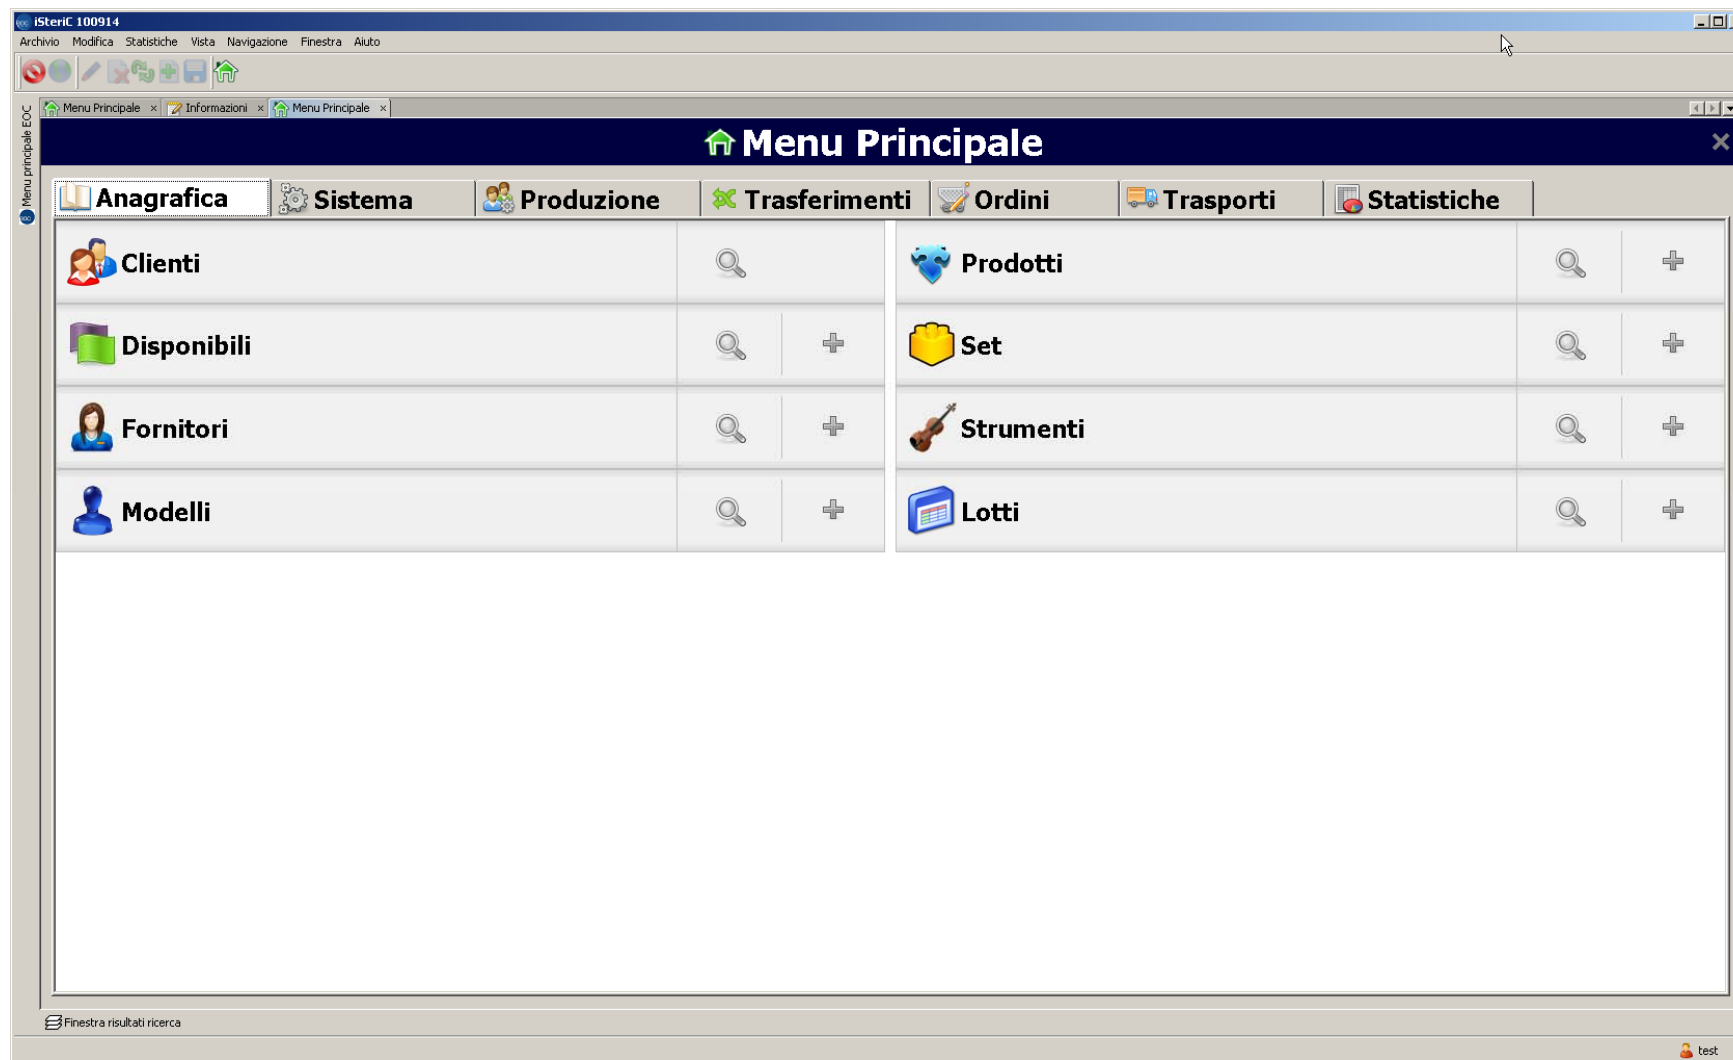 iSteriC 100914
Archivio Modifica Statistiche Vista Navigazione Finestra Aiuto
Menu Principale Informazioni Menu Principale
Menu principale EOC
Menu Principale
Anagrafica Sistema Produzione Trasferimenti Ordini Trasporti Statistiche
Clienti Prodotti
Disponibili Set
Fornitori Strumenti
Modelli Lotti
Finestra risultati ricerca
test